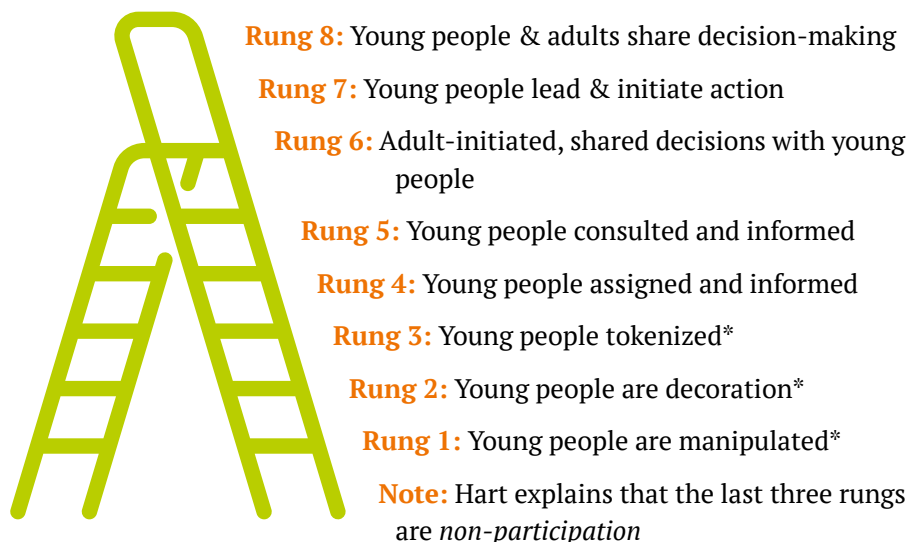 Rung 8: Young people & adults share decision-making
Rung 7: Young people lead & initiate action
Rung 6: Adult-initiated, shared decisions with young
people
Rung 5: Young people consulted and informed
Rung 4: Young people assigned and informed
Rung 3: Young people tokenized*
Rung 2: Young people are decoration*
Rung 1: Young people are manipulated*
Note: Hart explains that the last three rungs
are non-participation